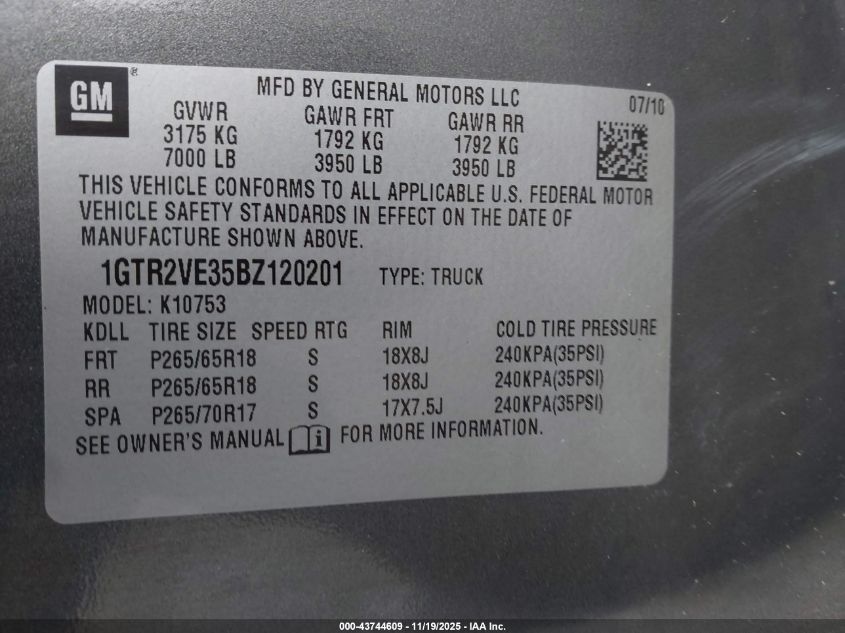 GM®
MFD BY GENERAL MOTORS LLC
07/10
GVWR GAWR FRT GAWR RR
3175 KG 1792 KG 1792 KG
7000 LB 3950 LB 3950 LB
THIS VEHICLE CONFORMS TO ALL APPLICABLE U.S. FEDERAL MOTOR
VEHICLE SAFETY STANDARDS IN EFFECT ON THE DATE OF
MANUFACTURE SHOWN ABOVE.
1GTR2VE35BZ120201 TYPE: TRUCK
MODEL: K10753
KDLL TIRE SIZE SPEED RTG RIM COLD TIRE PRESSURE
FRT P265/65R18 S 18X8J 240KPA(35PSI)
RR P265/65R18 S 18X8J 240KPA(35PSI)
SPA P265/70R17 S 17X7.5J 240KPA(35PSI)
SEE OWNER'S MANUAL i FOR MORE INFORMATION.
000-43744609 - 11/19/2025 - IAA Inc.